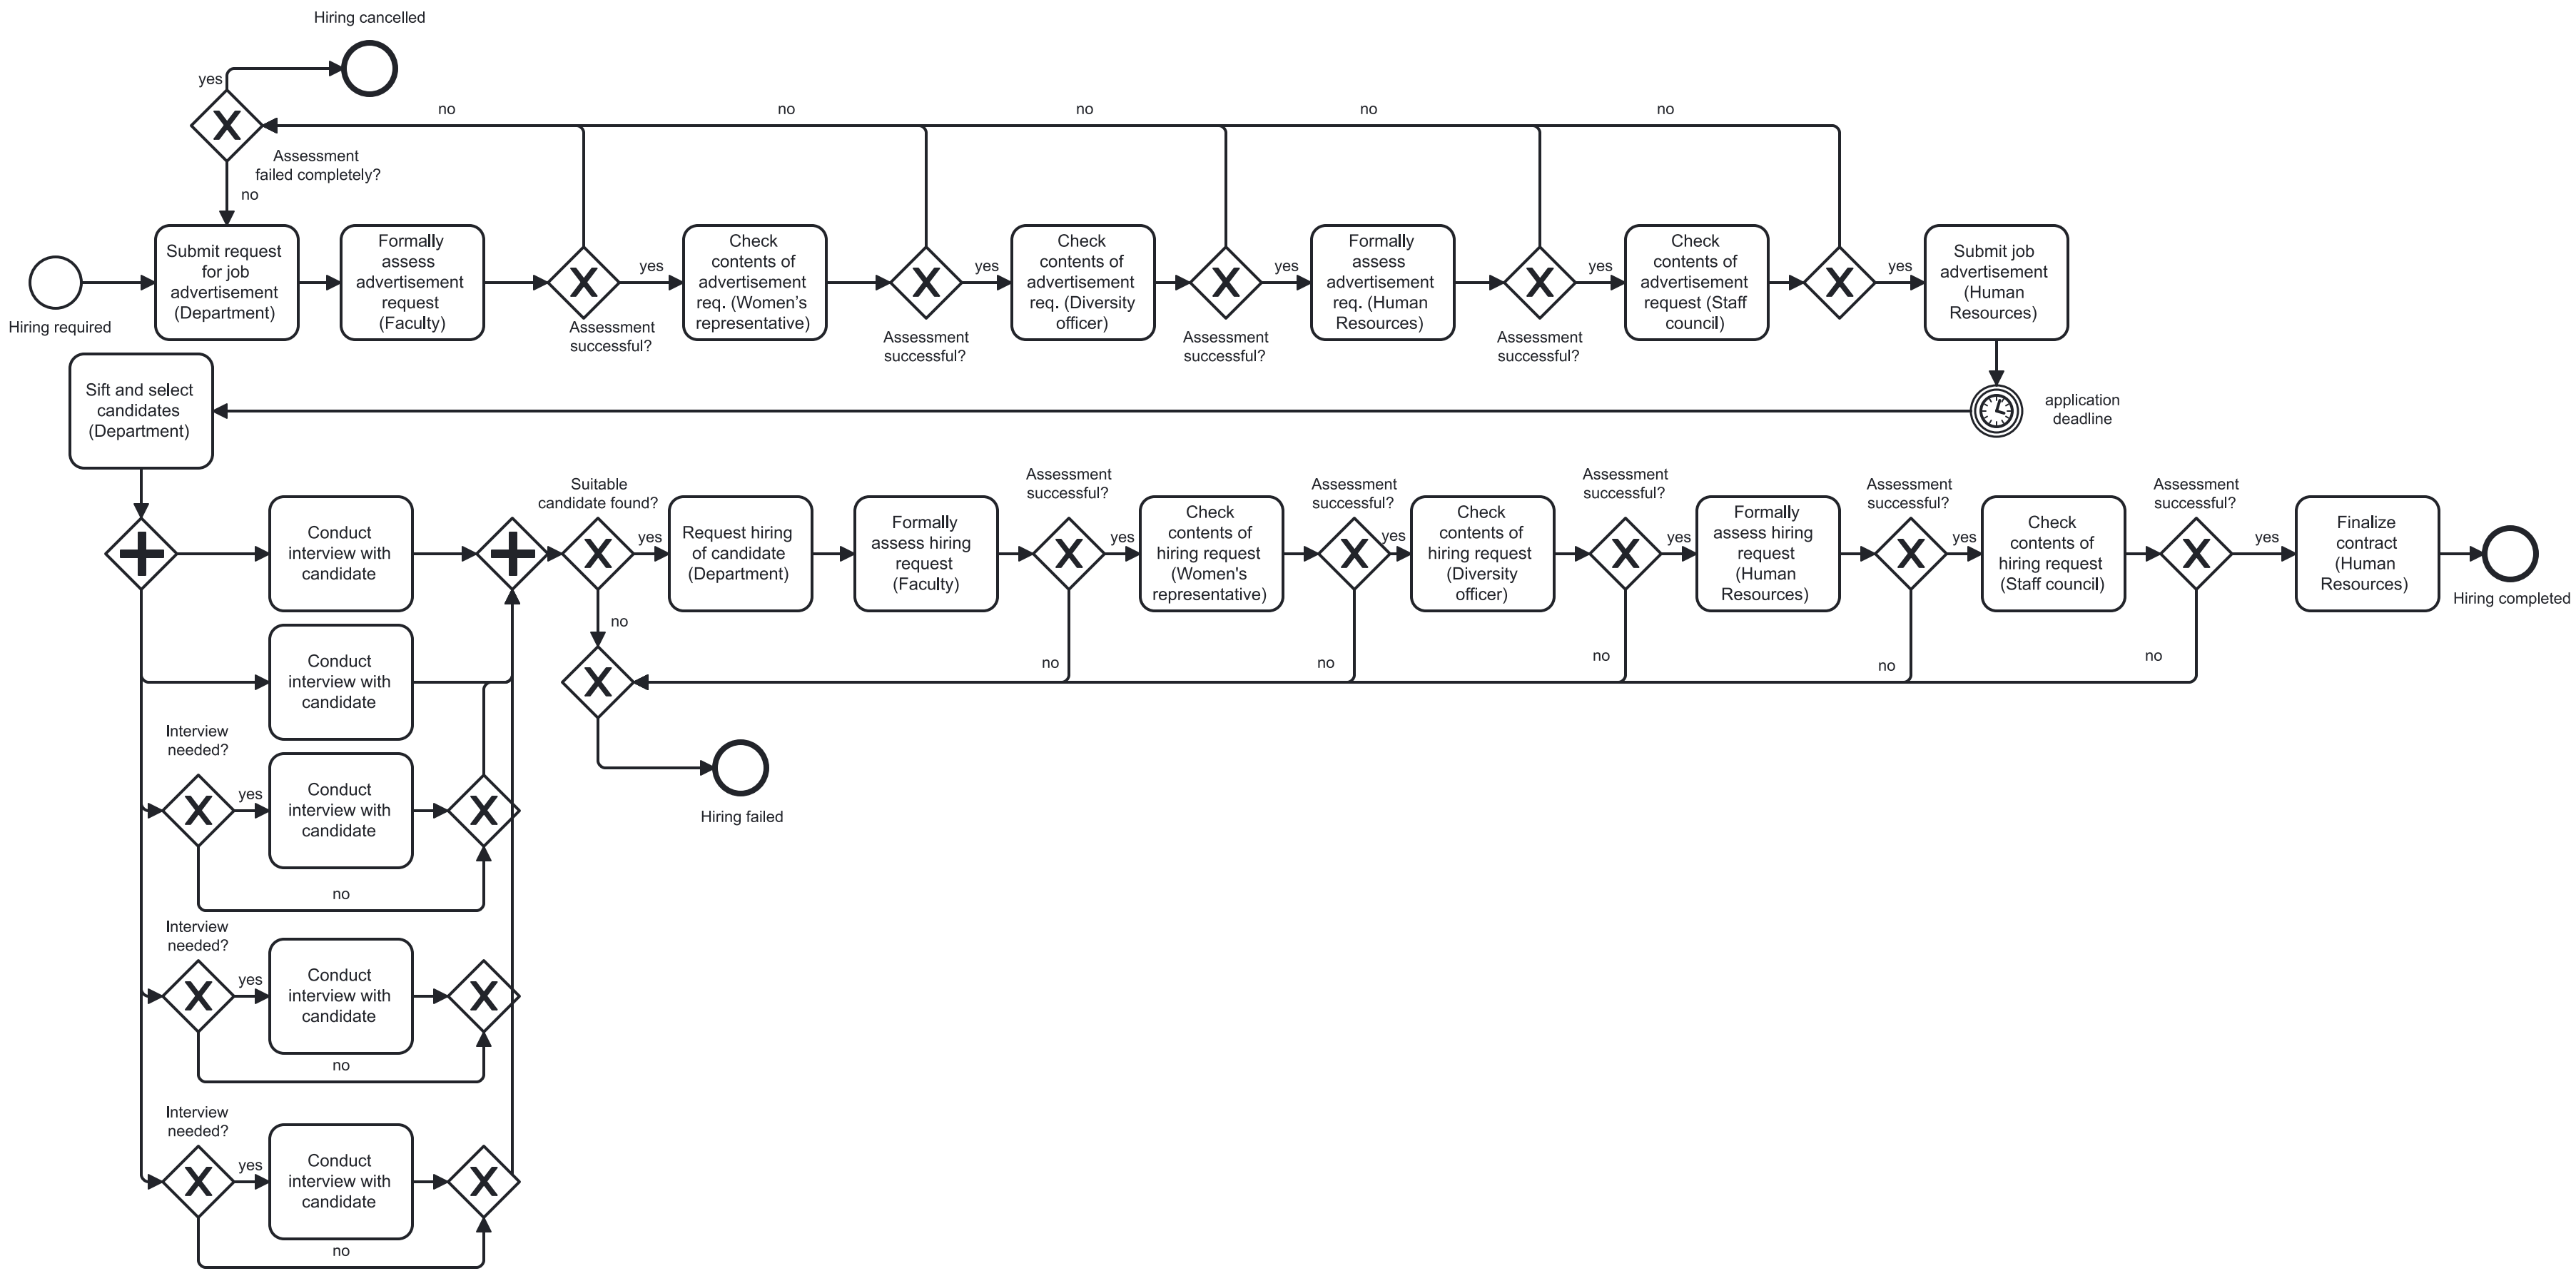 Hiring cancelled
yes
no
no
no
no
no
Assessment
failed completely?
no
Submit request
for job
advertisement
(Department)
Formally
assess
advertisement
request
(Faculty)
yes
Check
contents of
advertisement
req. (Women's
representative)
yes
Check
contents of
advertisement
req. (Diversity
officer)
yes
Formally
assess
advertisement
req. (Human
Resources)
yes
Check
contents of
advertisement
request (Staff
council)
yes
Submit job
advertisement
(Human
Resources)
Hiring required
Assessment
successful?
Assessment
successful?
Assessment
successful?
Assessment
successful?
Sift and select
candidates
(Department)
application
deadline
Conduct
interview with
candidate
Suitable
candidate found?
yes
Request hiring
of candidate
(Department)
Formally
assess hiring
request
(Faculty)
Assessment
successful?
yes
Check
contents of
hiring request
(Women's
representative)
Assessment
successful?
yes
Check
contents of
hiring request
(Diversity
officer)
Assessment
successful?
yes
Formally
assess hiring
request
(Human
Resources)
Assessment
successful?
yes
Check
contents of
hiring request
(Staff council)
Assessment
successful?
yes
Finalize
contract
(Human
Resources)
Hiring completed
no
no
no
no
no
no
Conduct
interview with
candidate
Interview
needed?
yes
Conduct
interview with
candidate
no
Hiring failed
Interview
needed?
yes
Conduct
interview with
candidate
no
Interview
needed?
yes
Conduct
interview with
candidate
no